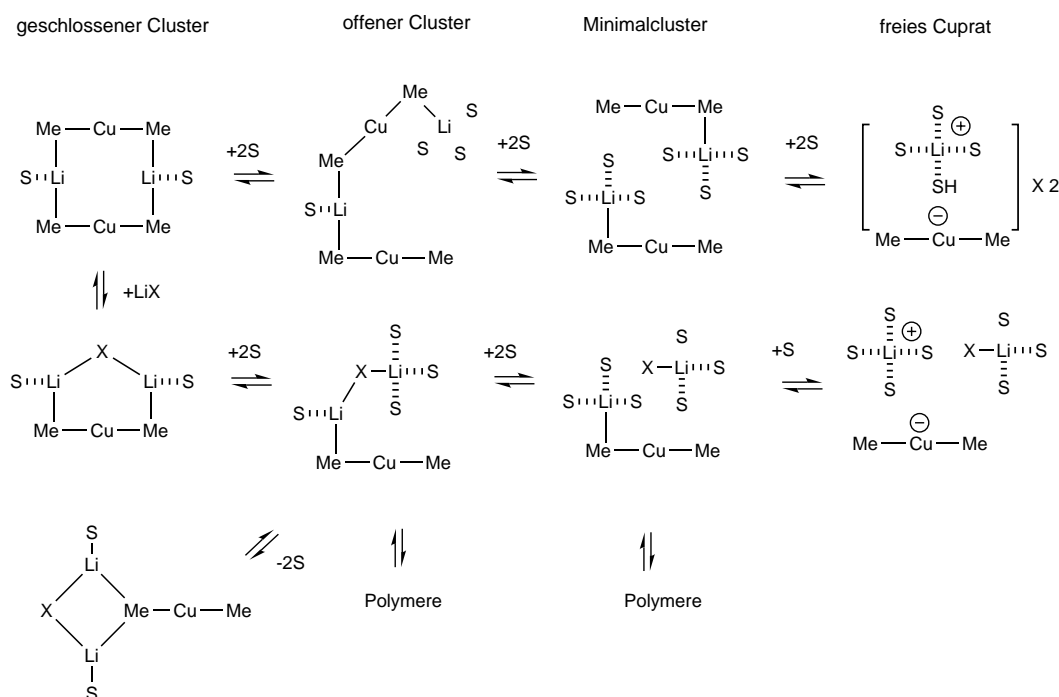 geschlossener Cluster offener Cluster Minimalcluster freies Cuprat
Me Cu Me
S Li Li S
Me Cu Me
+2S
Me
Cu Li S
S S
Me
S Li
Me Cu Me
+2S
Me Cu Me
S Li S
S
S
S Li S
Me Cu Me
+2S
S +
S Li S
SH
−
Me Cu Me
X 2
+LiX
X
S Li Li S
Me Cu Me
+2S
S
X Li S
S
Li
S
Me Cu Me
+2S
S
X Li S
S
S
S Li S
Me Cu Me
+S
S +
S Li S
S
S
X Li S
S
−
Me Cu Me
-2S
Polymere Polymere
S
Li
X Me Cu Me
Li
S